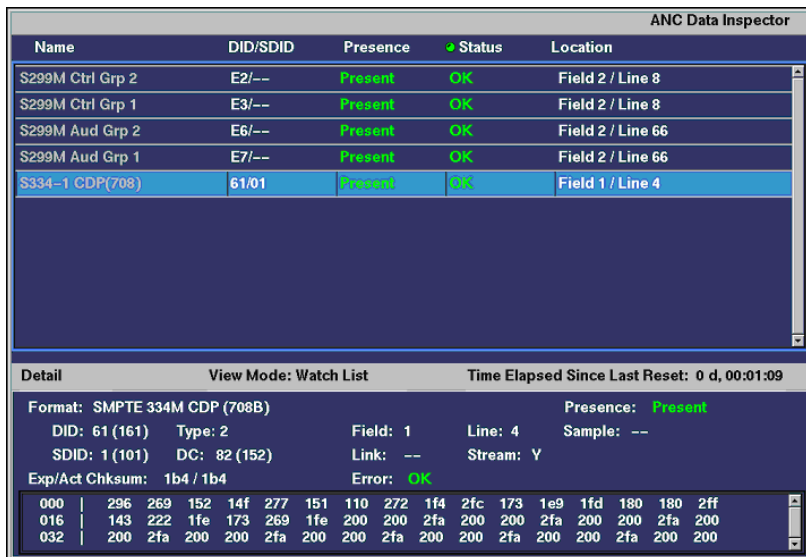 ANC Data Inspector
Name DID/SDID Presence Status Location
S299M Ctrl Grp 2 E2/-- Present OK Field 2 / Line 8
S299M Ctrl Grp 1 E3/-- Present OK Field 2 / Line 8
S299M Aud Grp 2 E6/-- Present OK Field 2 / Line 66
S299M Aud Grp 1 E7/-- Present OK Field 2 / Line 66
S334-1 CDP(708) 61/01 Present OK Field 1 / Line 4
Detail View Mode: Watch List Time Elapsed Since Last Reset: 0 d, 00:01:09
Format: SMPTE 334M CDP (708B) Presence: Present
DID: 61 (161) Type: 2 Field: 1 Line: 4 Sample: --
SDID: 1 (101) DC: 82 (152) Link: -- Stream: Y
Exp/Act Chksum: 1b4 / 1b4 Error: OK
000 | 296 269 152 14f 277 151 110 272 1f4 2fc 173 1e9 1fd 180 180 2ff
016 | 143 222 1fe 173 269 1fe 200 200 2fa 200 200 2fa 200 200 2fa 200
032 | 200 2fa 200 200 2fa 200 200 2fa 200 200 2fa 200 200 2fa 200 200